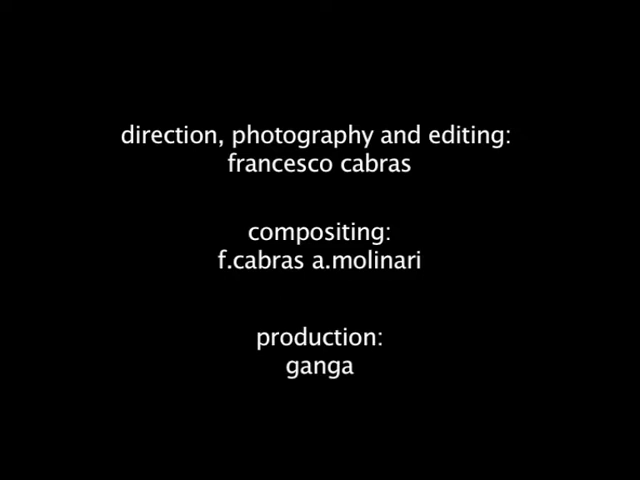 direction, photography and editing:
francesco cabras
compositing:
f.cabras a.molinari
production:
ganga